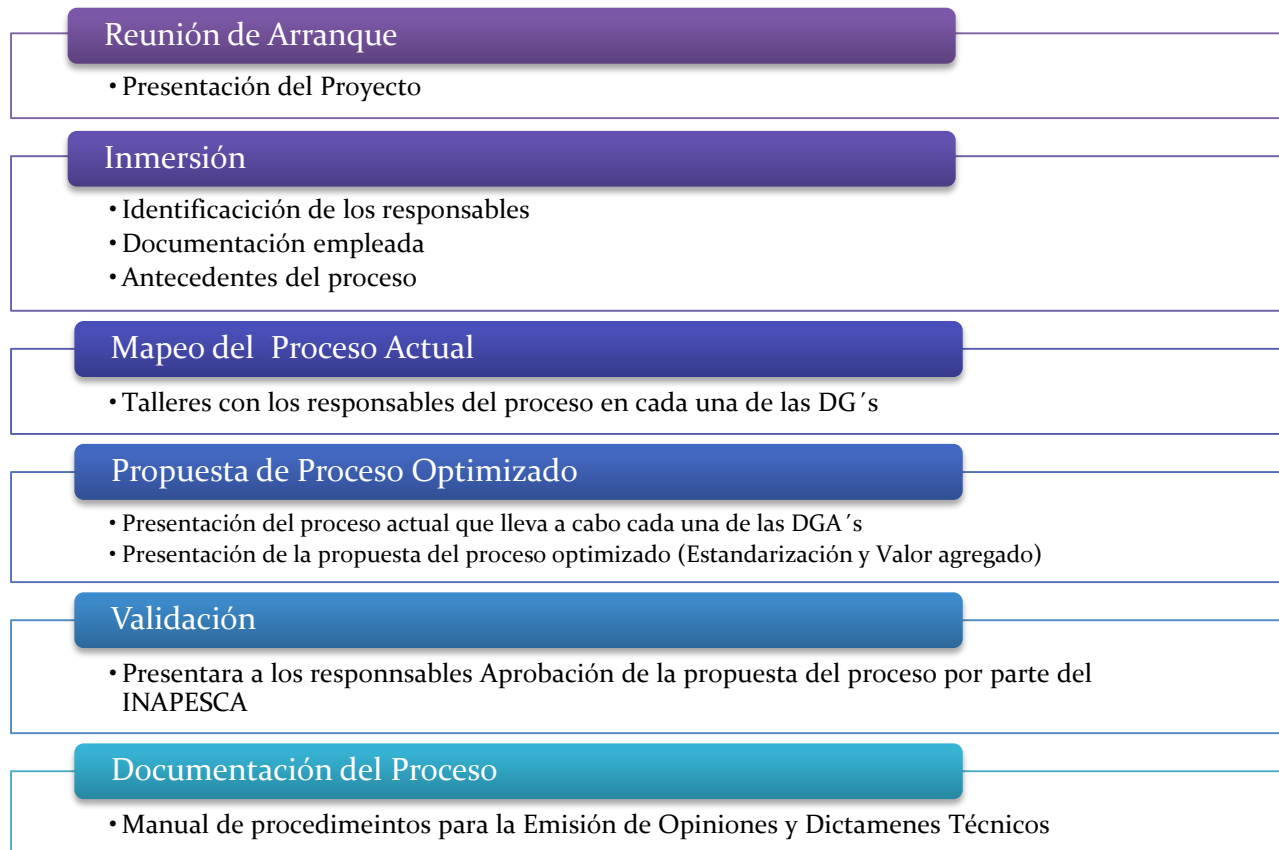 Reunión de Arranque
• Presentación del Proyecto
Inmersión
• Identificacición de los responsables
• Documentación empleada
• Antecedentes del proceso
Mapeo del  Proceso Actual
• Talleres con los responsables del proceso en cada una de las DG´s
Propuesta de Proceso Optimizado
• Presentación del proceso actual que lleva a cabo cada una de las DGA´s
• Presentación de la propuesta del proceso optimizado (Estandarización y Valor agregado)
Validación
• Presentara a los responnsables Aprobación de la propuesta del proceso por parte del
INAPESCA
Documentación del Proceso
• Manual de procedimeintos para la Emisión de Opiniones y Dictamenes Técnicos